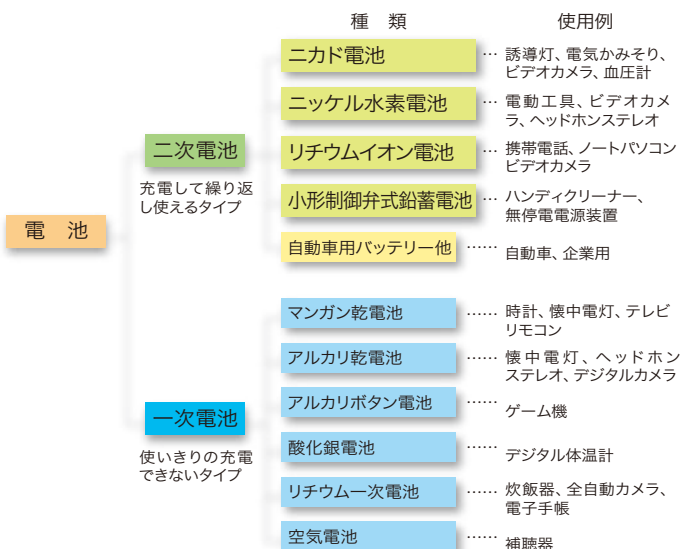 種 類 使用例
ニカド電池 … 誘導灯、電気かみそり、
ビデオカメラ、血圧計
ニッケル水素電池 … 電動工具、ビデオカメ
ラ、ヘッドホンステレオ
二次電池
充電して繰り返
し使えるタイプ
リチウムイオン電池 … 携帯電話、ノートパソコン
ビデオカメラ
小形制御弁式鉛蓄電池 … ハンディクリーナー、
無停電電源装置
電 池
自動車用バッテリー他 …… 自動車、企業用
マンガン乾電池 …… 時計、懐中電灯、テレビ
リモコン
アルカリ乾電池 …… 懐中電灯、ヘッドホン
ステレオ、デジタルカメラ
一次電池
使いきりの充電
できないタイプ
アルカリボタン電池 …… ゲーム機
酸化銀電池 …… デジタル体温計
リチウム一次電池 …… 炊飯器、全自動カメラ、
電子手帳
空気電池 …… 補聴器